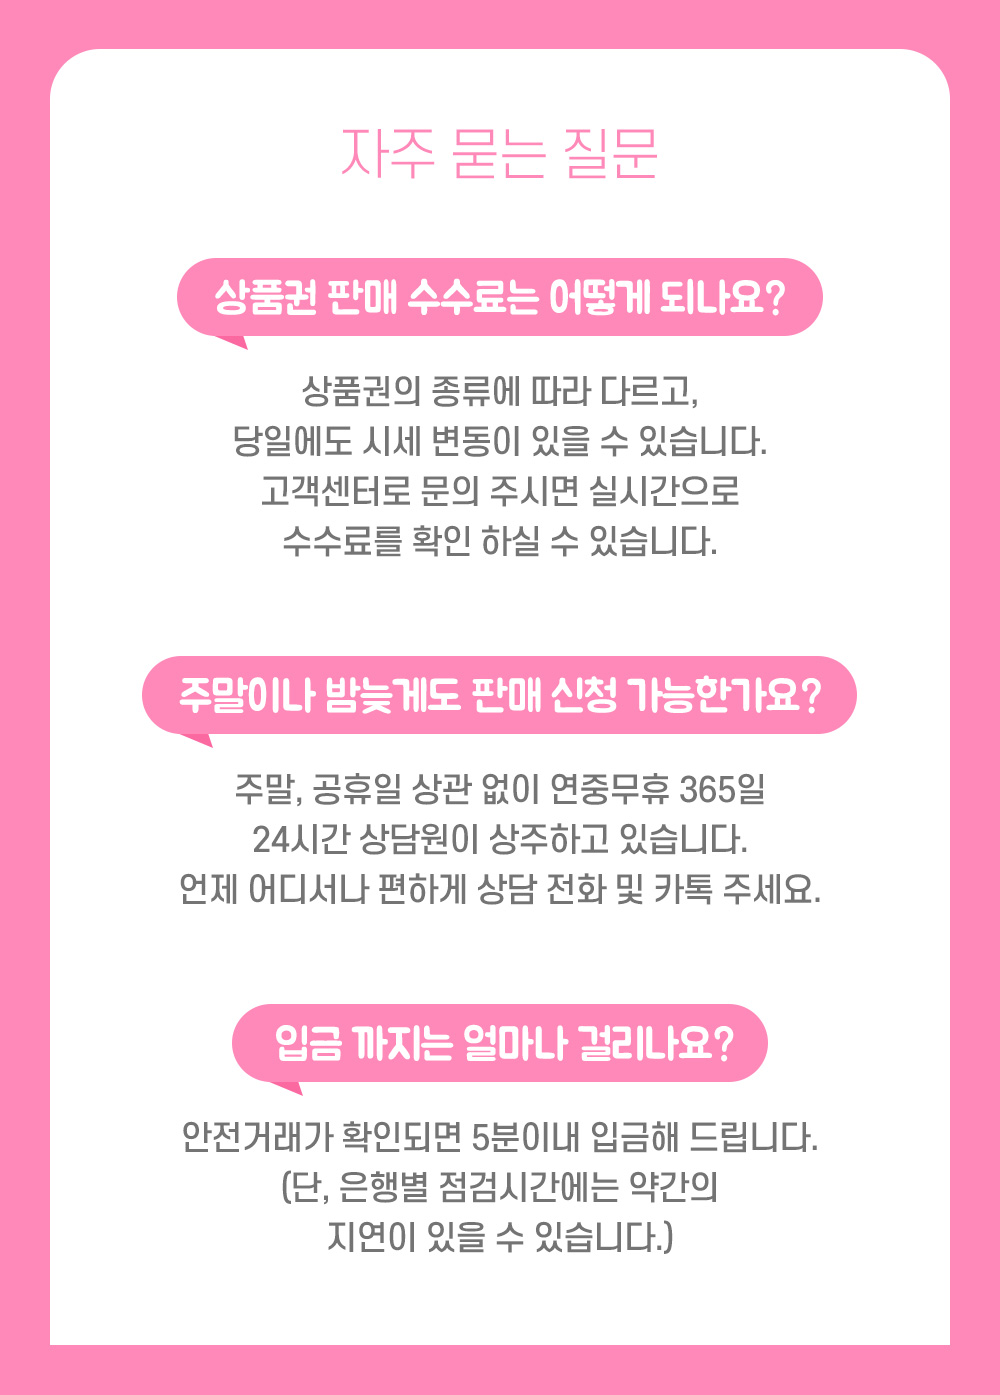 자주 묻는 질문
상품권 판매 수수료는 어떻게 되나요?
상품권의 종류에 따라 다르고,
당일에도 시세 변동이 있을 수 있습니다.
고객센터로 문의 주시면 실시간으로
수수료를 확인 하실 수 있습니다.
주말이나 밤늦게도 판매 신청 가능한가요?
주말, 공휴일 상관 없이 연중무휴 365일
24시간 상담원이 상주하고 있습니다.
언제 어디서나 편하게 상담 전화 및 카톡 주세요.
입금 까지는 얼마나 걸리나요?
안전거래가 확인되면 5분이내 입금해 드립니다.
(단, 은행별 점검시간에는 약간의
지연이 있을 수 있습니다.)